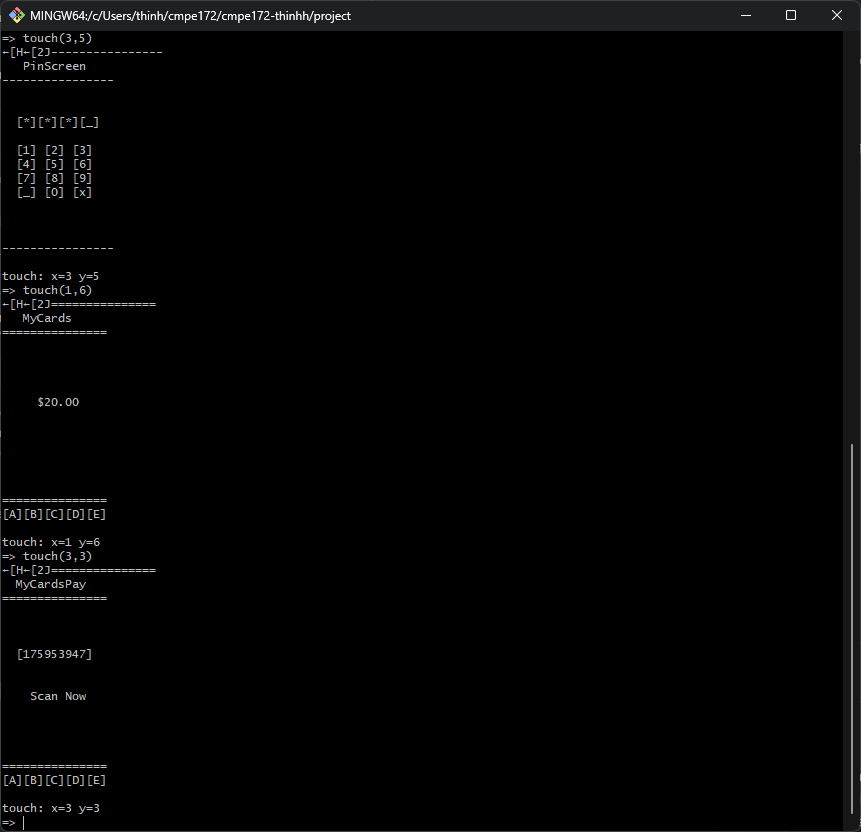 MINGW64:/c/Users/thinh/cmpe172/cmpe172-thinhh/project
=> touch(3,5)
←[H←[2J----------------
   PinScreen
----------------
  [*][*][*][_]
  [1] [2] [3]
  [4] [5] [6]
  [7] [8] [9]
  [_] [0] [x]
----------------
touch: x=3 y=5
=> touch(1,6)
←[H←[2J===============
   MyCards
===============
     $20.00
===============
[A][B][C][D][E]
touch: x=1 y=6
=> touch(3,3)
←[H←[2J===============
  MyCardsPay
===============
  [175953947]
    Scan Now
===============
[A][B][C][D][E]
touch: x=3 y=3
=>